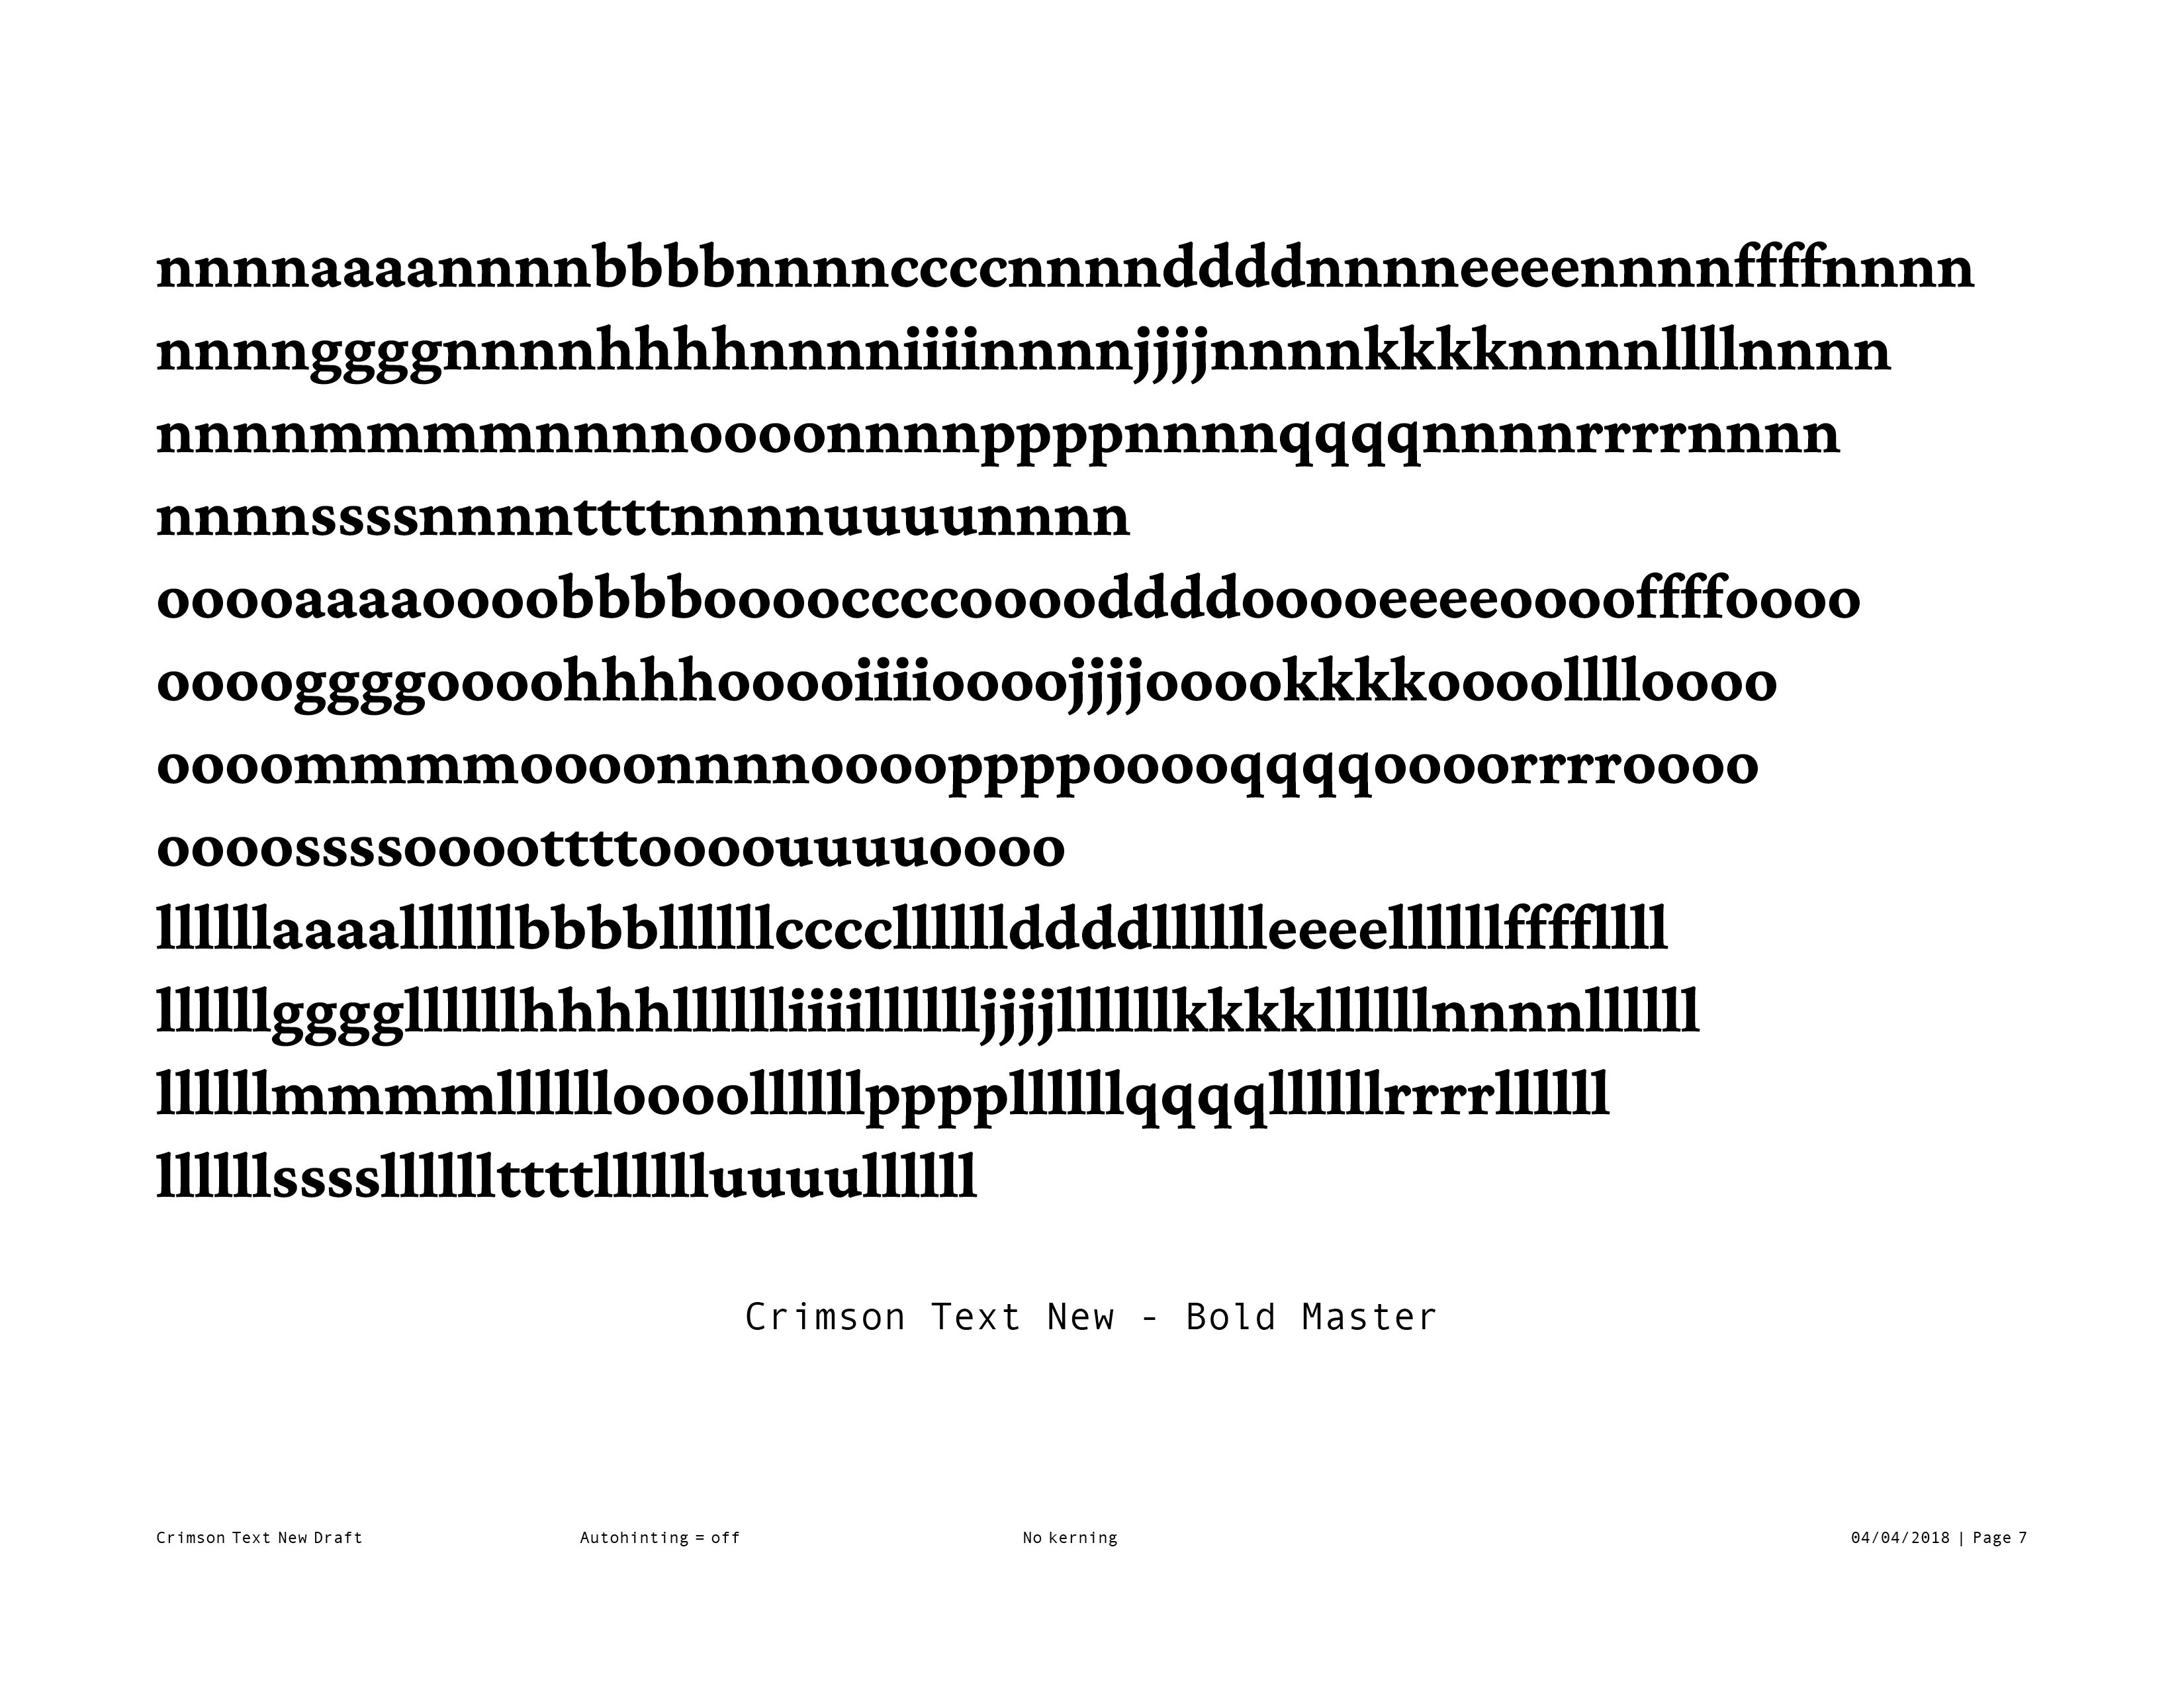 nnnnaaaannnnbbbbnnnnccccnnnnddddnnnneeeennnnffffnnnn
nnnnggggnnnnhhhhnnnniiiinnnnjjjjnnnnkkkknnnnllllnnnn
nnnnmmmmnnnnoooonnnnppppnnnnqqqqnnnnrrrrnnnn
nnnnssssnnnnttttnnnnuuuunnnn
ooooaaaaoooobbbbooooccccooooddddooooeeeeooooffffoooo
ooooggggoooohhhhooooiiiioooojjjjooookkkkoooolllloooo
oooommmmoooonnnnooooppppooooqqqqoooorrrroooo
oooossssoooottttoooouuuuoooo
llllllaaaallllllbbbbllllllccccllllllddddlllllleeeellllllffffllll
llllllggggllllllhhhhlllllliiiilllllljjjjllllllkkkkllllllnnnnllllll
llllllmmmmlllllloooollllllppppllllllqqqqllllllrrrrllllll
llllllssssllllllttttlllllluuuullllll
Crimson Text New - Bold Master
Crimson Text New Draft
Autohinting = off
No kerning
04/04/2018 | Page 7